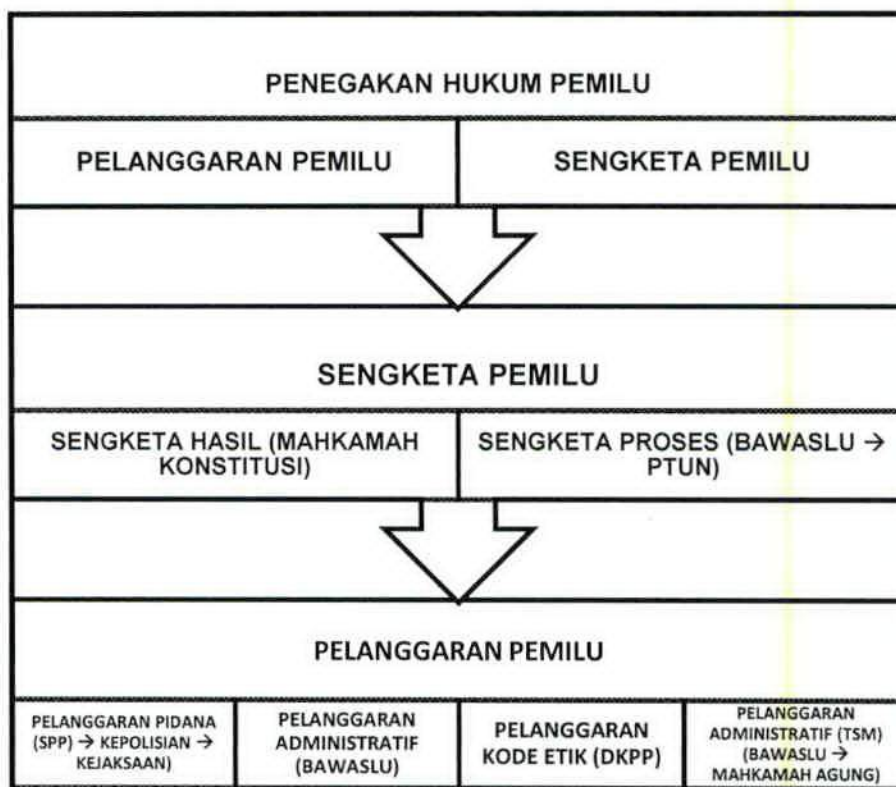 PENEGAKAN HUKUM PEMILU
PELANGGARAN PEMILU
SENGKETA PEMILU
SENGKETA PEMILU
SENGKETA HASIL (MAHKAMAH
KONSTITUSI)
SENGKETA PROSES (BAWASLU →
PTUN)
PELANGGARAN PEMILU
PELANGGARAN PIDANA
(SPP) → KEPOLISIAN →
KEJAKSAAN)
PELANGGARAN
ADMINISTRATIF
(BAWASLU)
PELANGGARAN
KODE ETIK (DKPP)
PELANGGARAN
ADMINISTRATIF (TSM)
(BAWASLU →
MAHKAMAH AGUNG)